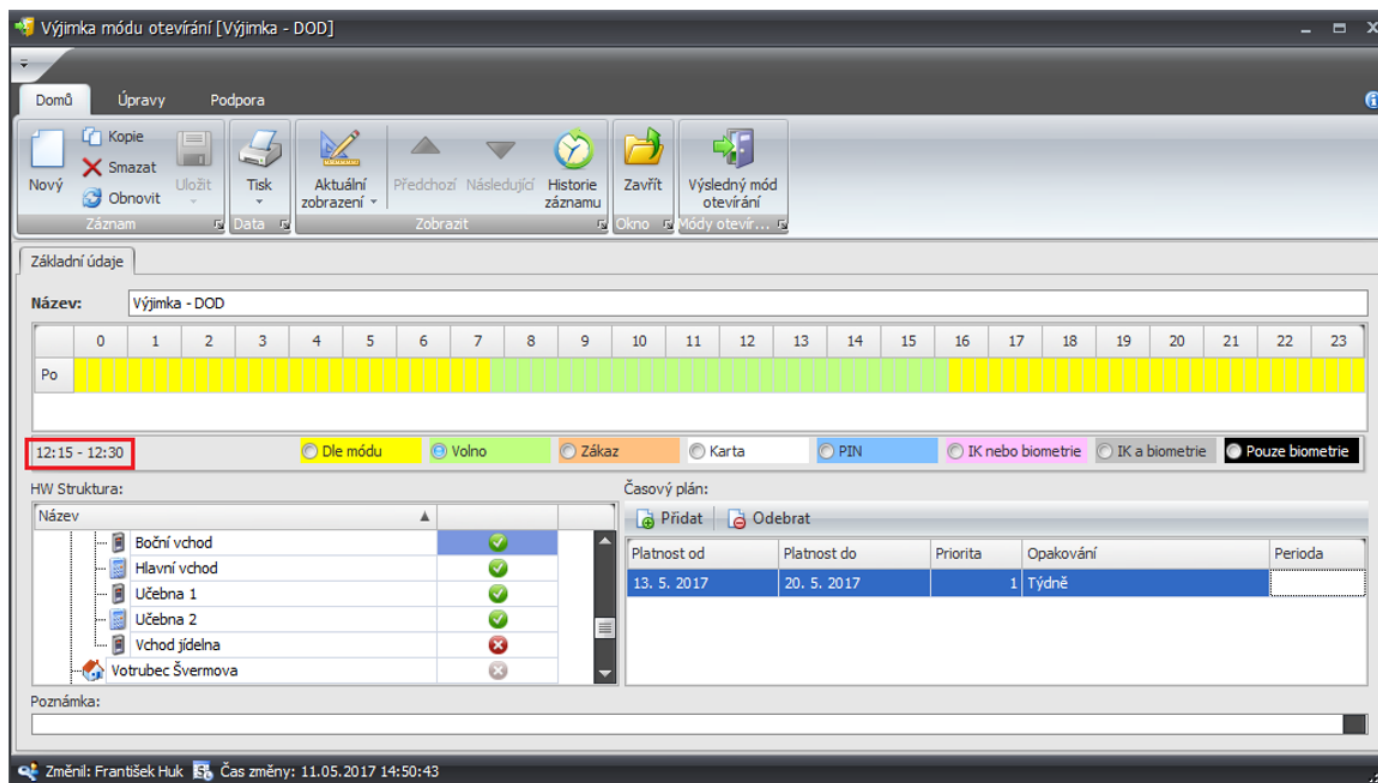 Výjimka módu otevírání [Výjimka - DOD]
Domů Úpravy Podpora
Nový
Kopie
Smazat
Obnovit
Uložit
Záznam
Tisk
Data
Aktuální
zobrazení
Předchozí Následující
Historie
záznamu
Zobrazit
Zavřít
Okno
Výsledný mód
otevírání
Módy otevír...
Základní údaje
Název: Výjimka - DOD
0 1 2 3 4 5 6 7 8 9 10 11 12 13 14 15 16 17 18 19 20 21 22 23
Po
12:15 - 12:30 Dle módu Volno Zákaz Karta PIN IK nebo biometrie IK a biometrie Pouze biometrie
HW Struktura:
Název
Boční vchod
Hlavní vchod
Učebna 1
Učebna 2
Vchod jídelna
Votrubec Švermova
Časový plán:
Přidat Odebrat
Platnost od Platnost do Priorita Opakování Perioda
13. 5. 2017 20. 5. 2017 1 Týdně
Poznámka:
Změnil: František Huk Čas změny: 11.05.2017 14:50:43